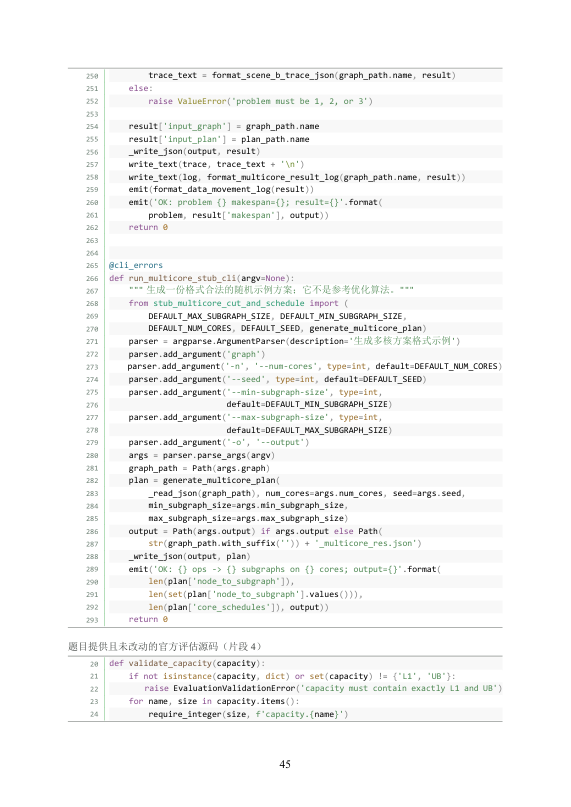 250         trace_text = format_scene_b_trace_json(graph_path.name, result)
251     else:
252         raise ValueError('problem must be 1, 2, or 3')
253
254     result['input_graph'] = graph_path.name
255     result['input_plan'] = plan_path.name
256     _write_json(output, result)
257     write_text(trace, trace_text + '\n')
258     write_text(log, format_multicore_result_log(graph_path.name, result))
259     emit(format_data_movement_log(result))
260     emit('OK: problem {} makespan={}; result={}'.format(
261         problem, result['makespan'], output))
262     return 0
263
264
265 @cli_errors
266 def run_multicore_stub_cli(argv=None):
267     """生成一份格式合法的随机示例方案；它不是参考优化算法。"""
268     from stub_multicore_cut_and_schedule import (
269         DEFAULT_MAX_SUBGRAPH_SIZE, DEFAULT_MIN_SUBGRAPH_SIZE,
270         DEFAULT_NUM_CORES, DEFAULT_SEED, generate_multicore_plan)
271     parser = argparse.ArgumentParser(description='生成多核方案格式示例')
272     parser.add_argument('graph')
273     parser.add_argument('-n', '--num-cores', type=int, default=DEFAULT_NUM_CORES)
274     parser.add_argument('--seed', type=int, default=DEFAULT_SEED)
275     parser.add_argument('--min-subgraph-size', type=int,
276                         default=DEFAULT_MIN_SUBGRAPH_SIZE)
277     parser.add_argument('--max-subgraph-size', type=int,
278                         default=DEFAULT_MAX_SUBGRAPH_SIZE)
279     parser.add_argument('-o', '--output')
280     args = parser.parse_args(argv)
281     graph_path = Path(args.graph)
282     plan = generate_multicore_plan(
283         _read_json(graph_path), num_cores=args.num_cores, seed=args.seed,
284         min_subgraph_size=args.min_subgraph_size,
285         max_subgraph_size=args.max_subgraph_size)
286     output = Path(args.output) if args.output else Path(
287         str(graph_path.with_suffix('')) + '_multicore_res.json')
288     _write_json(output, plan)
289     emit('OK: {} ops -> {} subgraphs on {} cores; output={}'.format(
290         len(plan['node_to_subgraph']),
291         len(set(plan['node_to_subgraph'].values())),
292         len(plan['core_schedules']), output))
293     return 0
题目提供且未改动的官方评估源码（片段 4）
20 def validate_capacity(capacity):
21     if not isinstance(capacity, dict) or set(capacity) != {'L1', 'UB'}:
22         raise EvaluationValidationError('capacity must contain exactly L1 and UB')
23     for name, size in capacity.items():
24         require_integer(size, f'capacity.{name}')
45